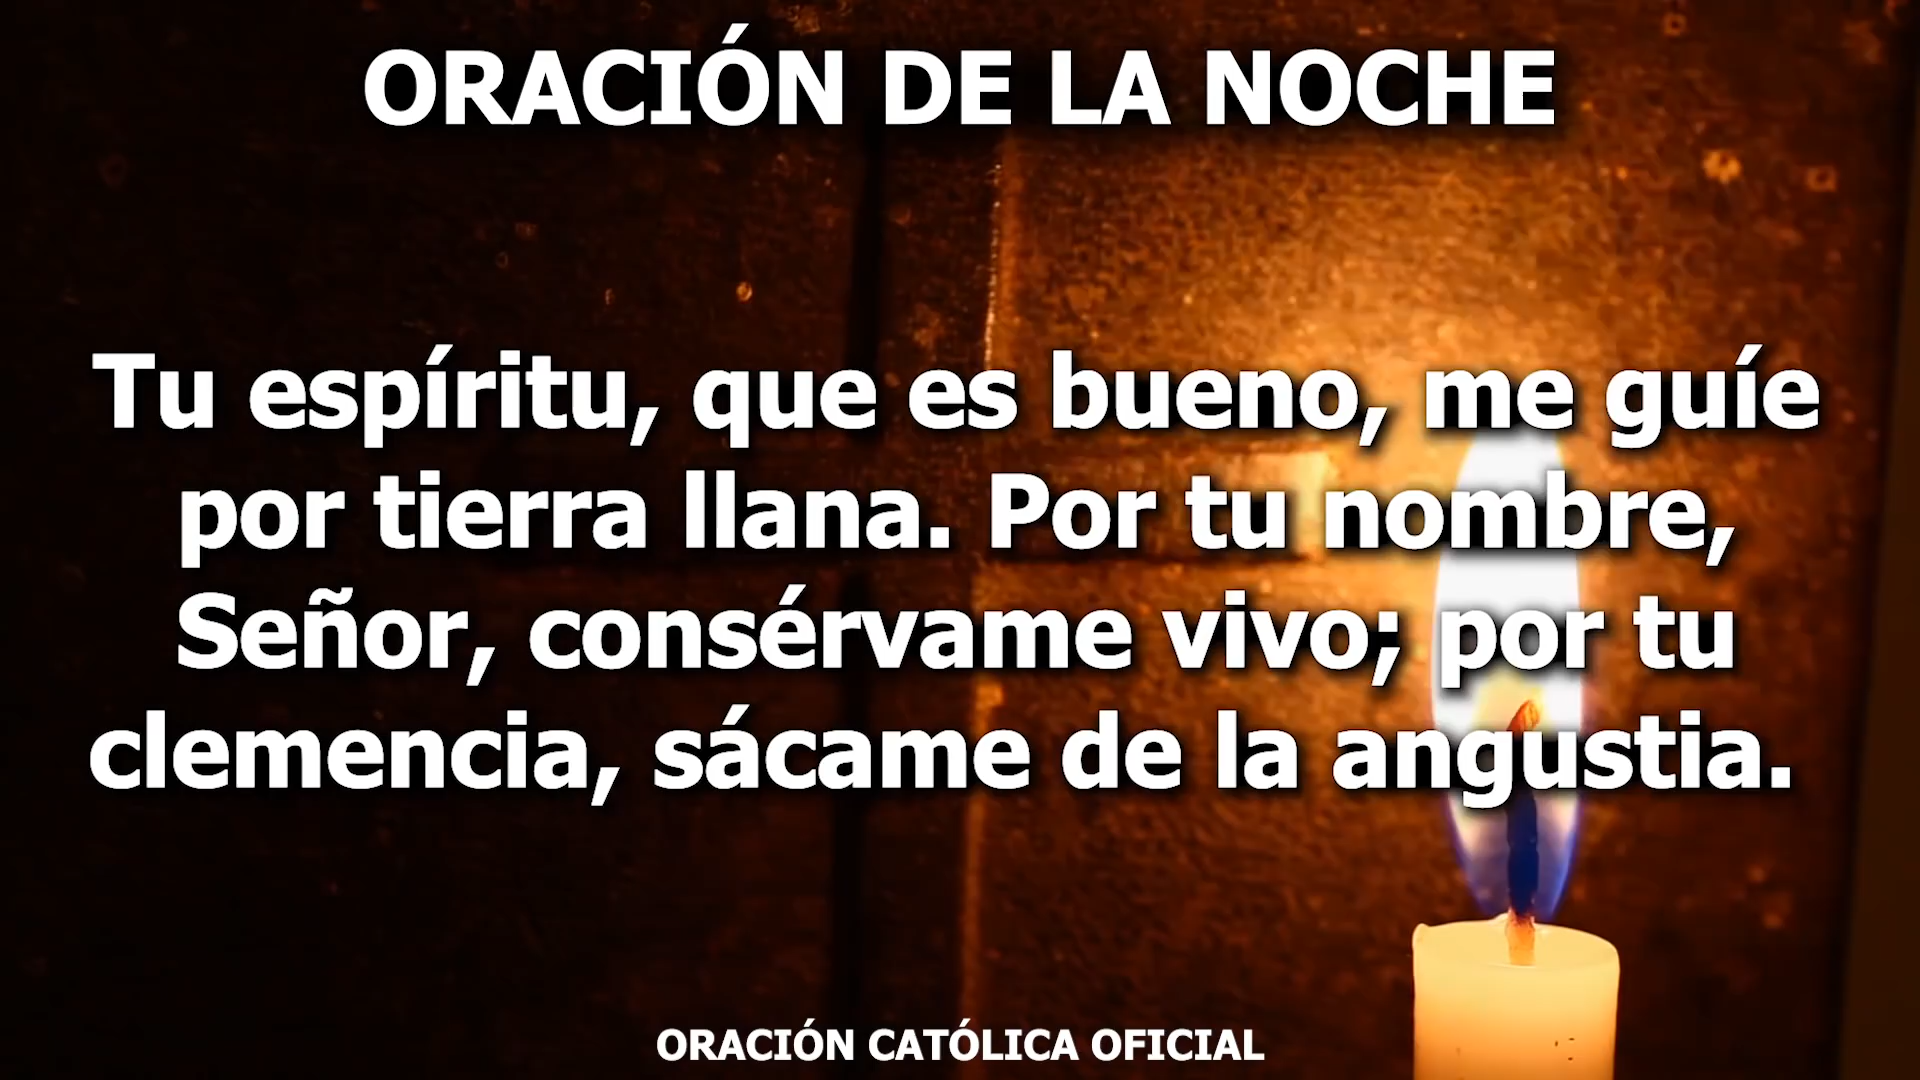 ORACIÓN DE LA NOCHE
Tu espíritu, que es bueno, me guíe
por tierra llana. Por tu nombre,
Señor, consérvame vivo; por tu
clemencia, sácame de la angustia.
ORACIÓN CATÓLICA OFICIAL